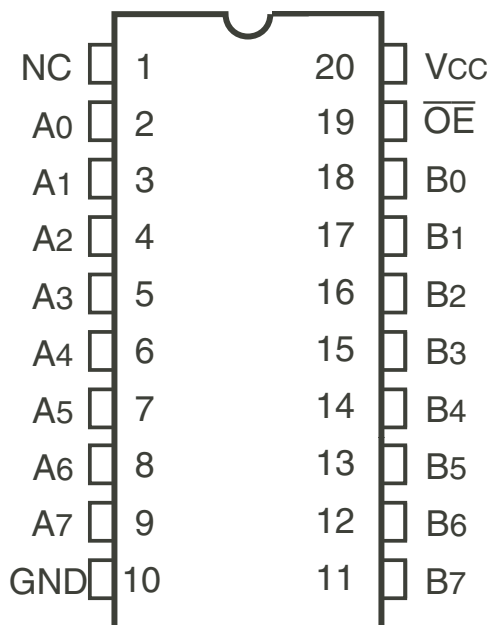 NC 1 20 VCC
A0 2 19 O̅E̅
A1 3 18 B0
A2 4 17 B1
A3 5 16 B2
A4 6 15 B3
A5 7 14 B4
A6 8 13 B5
A7 9 12 B6
GND 10 11 B7